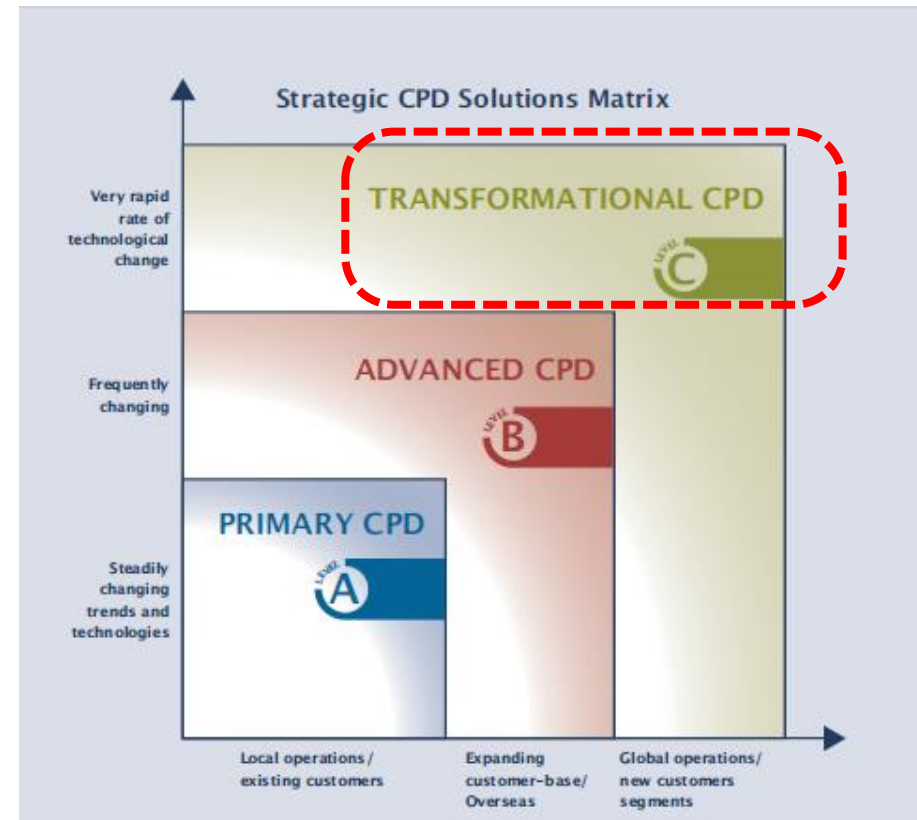 Strategic CPD Solutions Matrix
Very rapid
rate of
technological
change
TRANSFORMATIONAL CPD
LEVEL
C
Frequently
changing
ADVANCED CPD
LEVEL
B
Steadily
changing
trends and
technologies
PRIMARY CPD
LEVEL
A
Local operations/
existing customers
Expanding
customer-base/
Overseas
Global operations/
new customers
segments